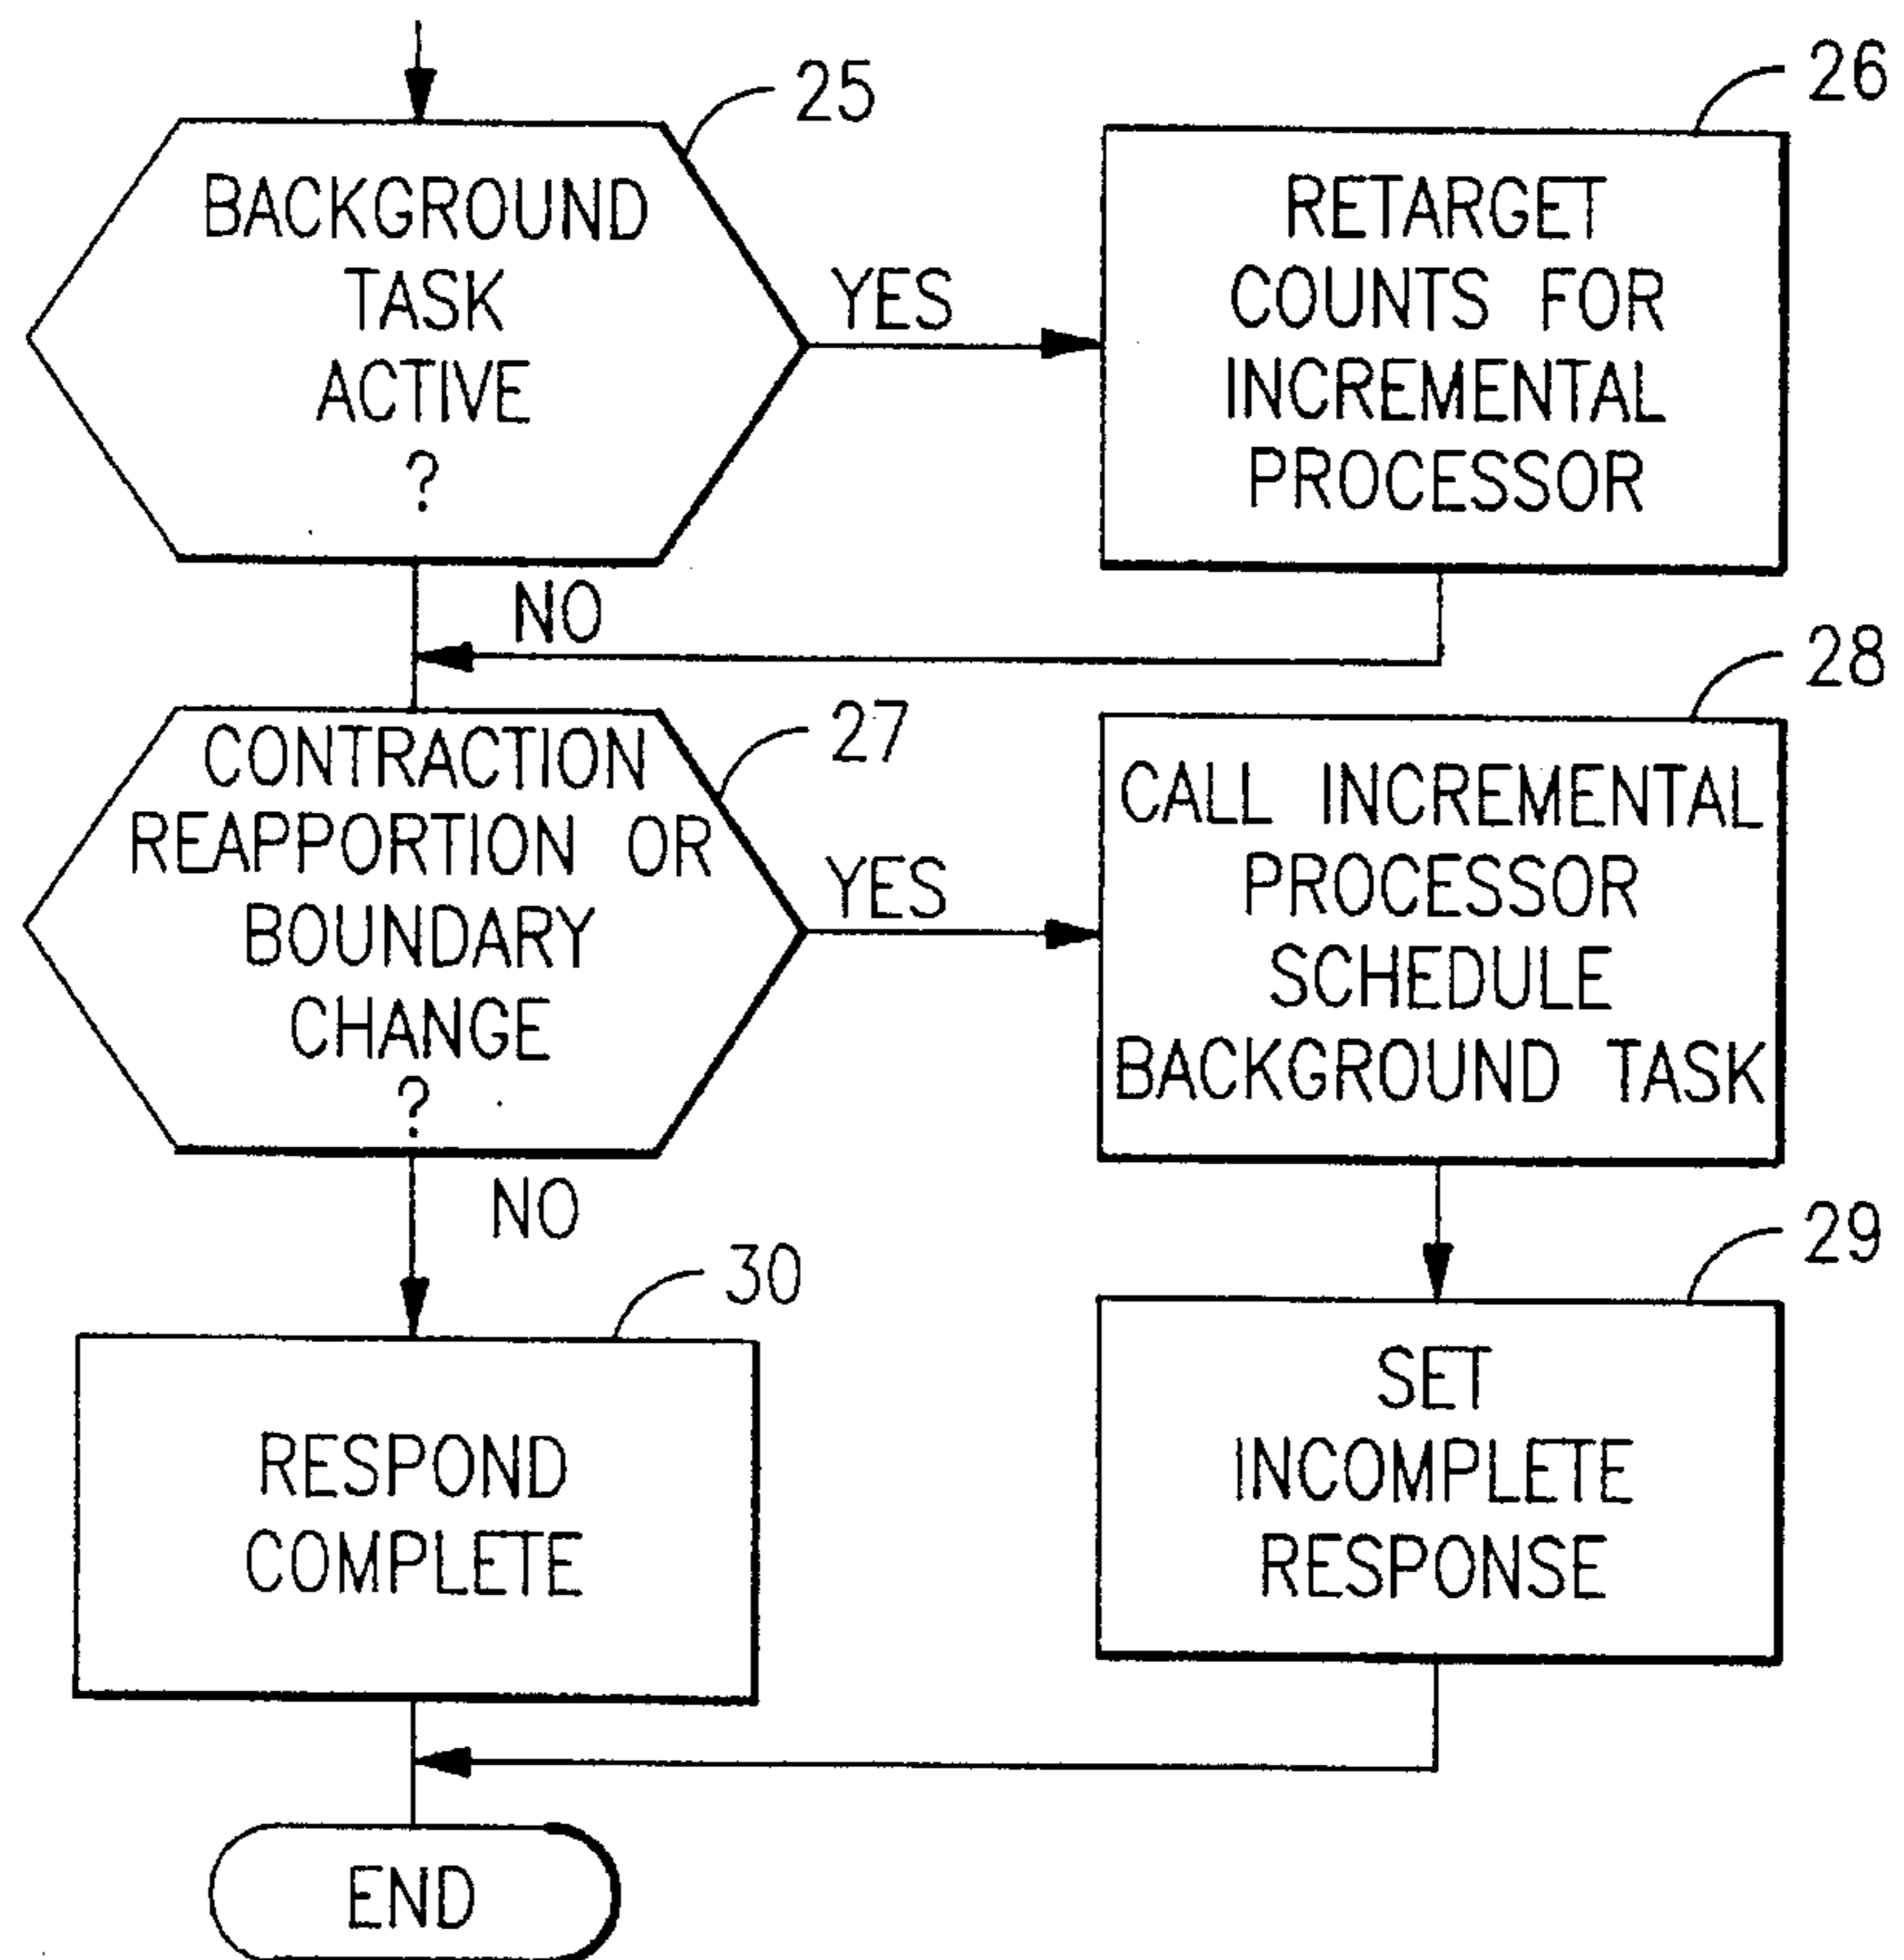 25
BACKGROUND
TASK
ACTIVE
?
YES
NO
26
RETARGET
COUNTS FOR
INCREMENTAL
PROCESSOR
27
CONTRACTION
REAPPORTION OR
BOUNDARY
CHANGE
?
YES
NO
28
CALL INCREMENTAL
PROCESSOR
SCHEDULE
BACKGROUND TASK
29
SET
INCOMPLETE
RESPONSE
30
RESPOND
COMPLETE
END